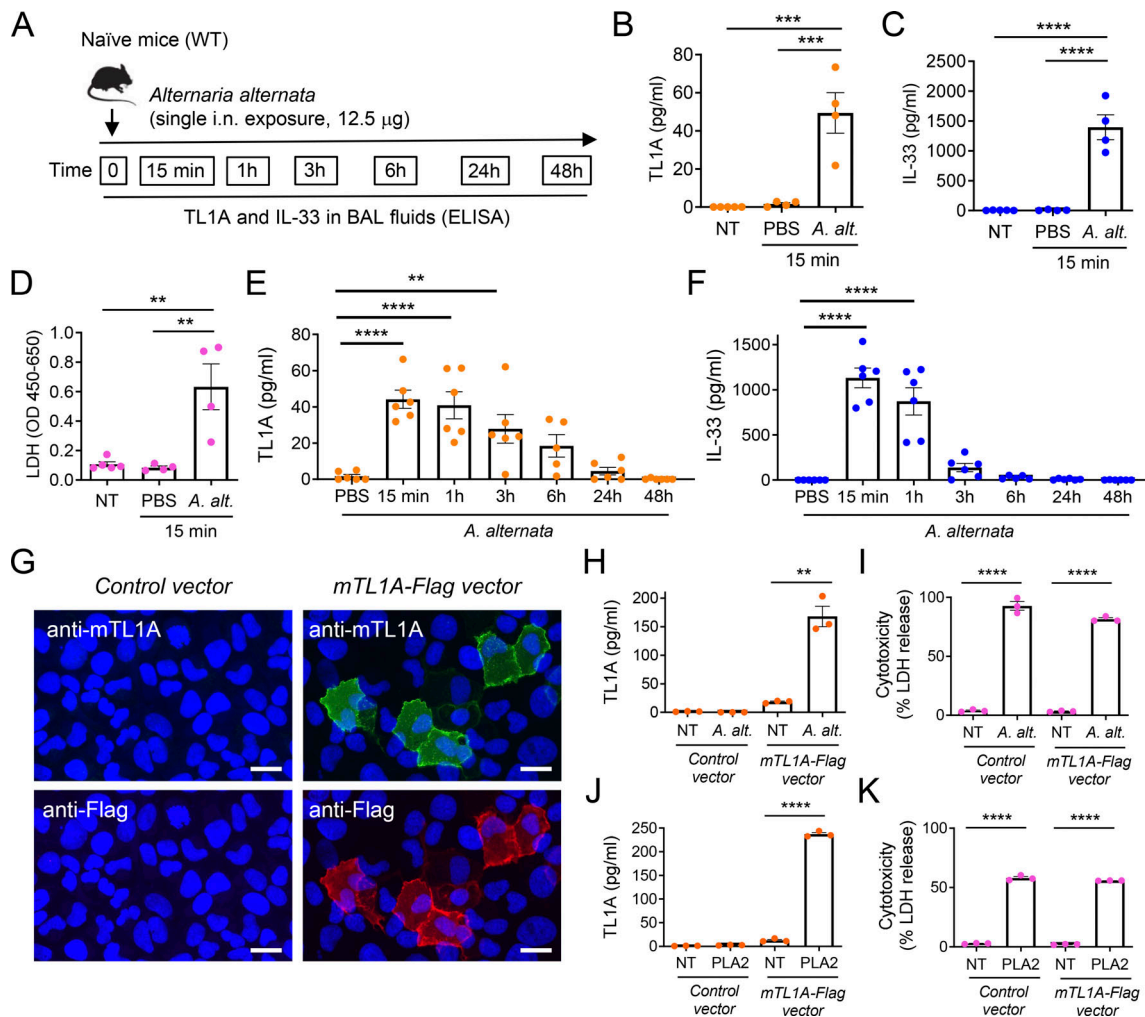 A
Naïve mice (WT)
Alternaria alternata
(single i.n. exposure, 12.5 μg)
Time 0 15 min 1h 3h 6h 24h 48h
TL1A and IL-33 in BAL fluids (ELISA)
B
***
***
TL1A (pg/ml)
80
60
40
20
0
NT PBS A. alt.
15 min
C
****
****
IL-33 (pg/ml)
2500
2000
1500
1000
500
0
NT PBS A. alt.
15 min
D
**
**
LDH (OD 450-650)
1.0
0.8
0.6
0.4
0.2
0
NT PBS A. alt.
15 min
E
**
****
****
TL1A (pg/ml)
80
60
40
20
0
PBS 15 min 1h 3h 6h 24h 48h
A. alternata
F
****
****
IL-33 (pg/ml)
1500
1000
500
0
PBS 15 min 1h 3h 6h 24h 48h
A. alternata
G
Control vector mTL1A-Flag vector
anti-mTL1A anti-mTL1A
anti-Flag anti-Flag
H
**
TL1A (pg/ml)
200
150
100
50
0
NT A. alt. NT A. alt.
Control mTL1A-Flag
vector vector
I
**** ****
Cytotoxicity
(% LDH release)
100
50
0
NT A. alt. NT A. alt.
Control mTL1A-Flag
vector vector
J
****
TL1A (pg/ml)
250
200
150
100
50
0
NT PLA2 NT PLA2
Control mTL1A-Flag
vector vector
K
**** ****
Cytotoxicity
(% LDH release)
100
50
0
NT PLA2 NT PLA2
Control mTL1A-Flag
vector vector